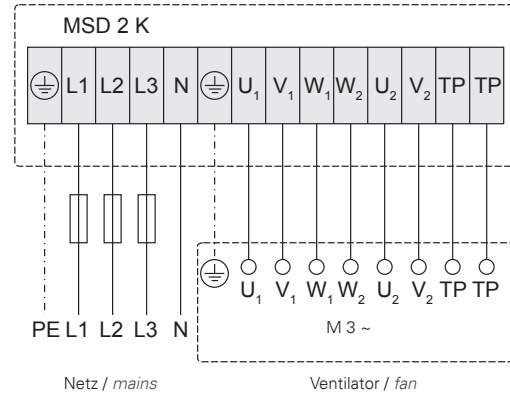 MSD 2 K
L1 L2 L3 N U₁ V₁ W₁ W₂ U₂ V₂ TP TP
U₁ V₁ W₁ W₂ U₂ V₂ TP TP
PE L1 L2 L3 N M 3 ~
Netz / mains Ventilator / fan